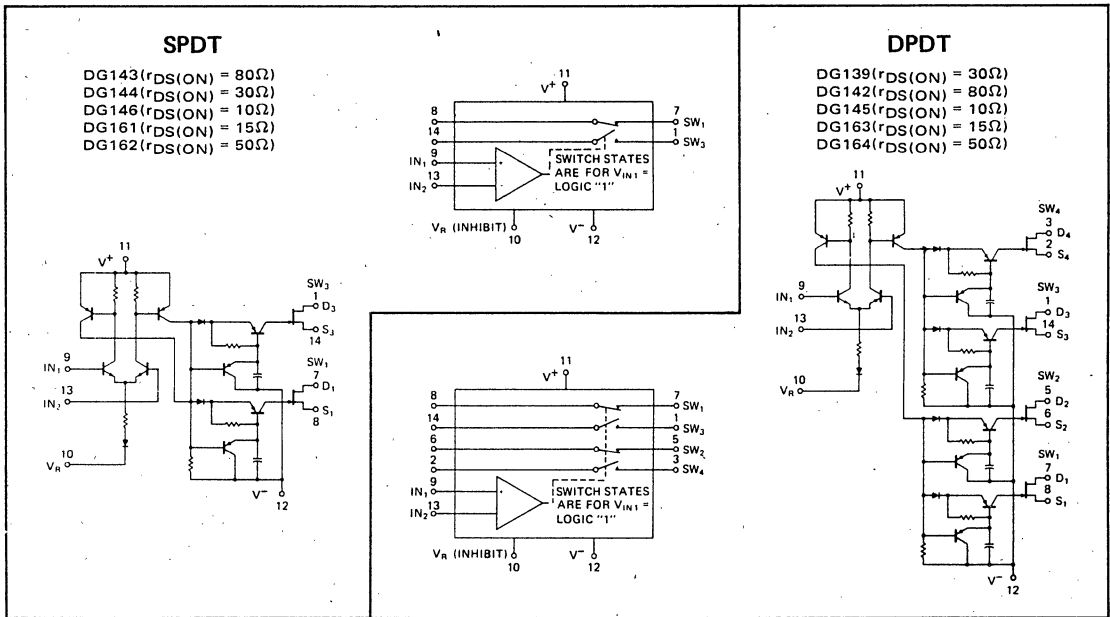 SPDT
DG143(rDS(ON) = 80Ω)
DG144(rDS(ON) = 30Ω)
DG146(rDS(ON) = 10Ω)
DG161(rDS(ON) = 15Ω)
DG162(rDS(ON) = 50Ω)
11
V+
SW3
1
D3
S3
14
9
IN1
SW1
7
D1
13
IN2
S1
8
10
VR
V−
12
11
V+
8
7
SW1
14
1
SW3
9
IN1
+
13
IN2
-
SWITCH STATES
ARE FOR VIN1 =
LOGIC "1"
VR (INHIBIT)
10
V−
12
11
V+
8
7
SW1
14
1
SW3
6
5
SW2
2
3
SW4
9
IN1
+
13
IN2
-
SWITCH STATES
ARE FOR VIN1 =
LOGIC "1"
VR (INHIBIT)
10
V−
12
DPDT
DG139(rDS(ON) = 30Ω)
DG142(rDS(ON) = 80Ω)
DG145(rDS(ON) = 10Ω)
DG163(rDS(ON) = 15Ω)
DG164(rDS(ON) = 50Ω)
11
V+
SW4
3
D4
2
S4
9
IN1
SW3
1
D3
14
S3
13
IN2
10
VR
SW2
5
D2
6
S2
SW1
7
D1
8
S1
V−
12